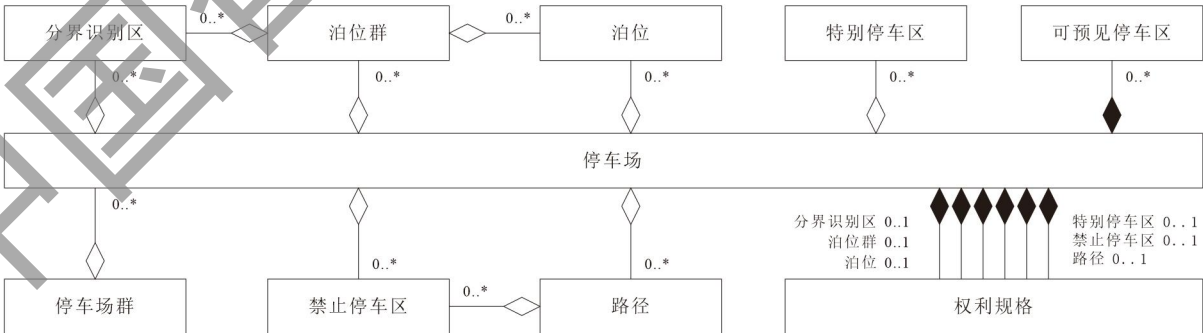 分界识别区 0..* 泊位群 0..* 泊位 特别停车区 可预见停车区
0..* 0..* 0..* 0..* 0..*
停车场
0..* 分界识别区 0..1 特别停车区 0..1
泊位群 0..1 禁止停车区 0..1
0..* 0..* 泊位 0..1 路径 0..1
停车场群 禁止停车区 0..* 路径 权利规格